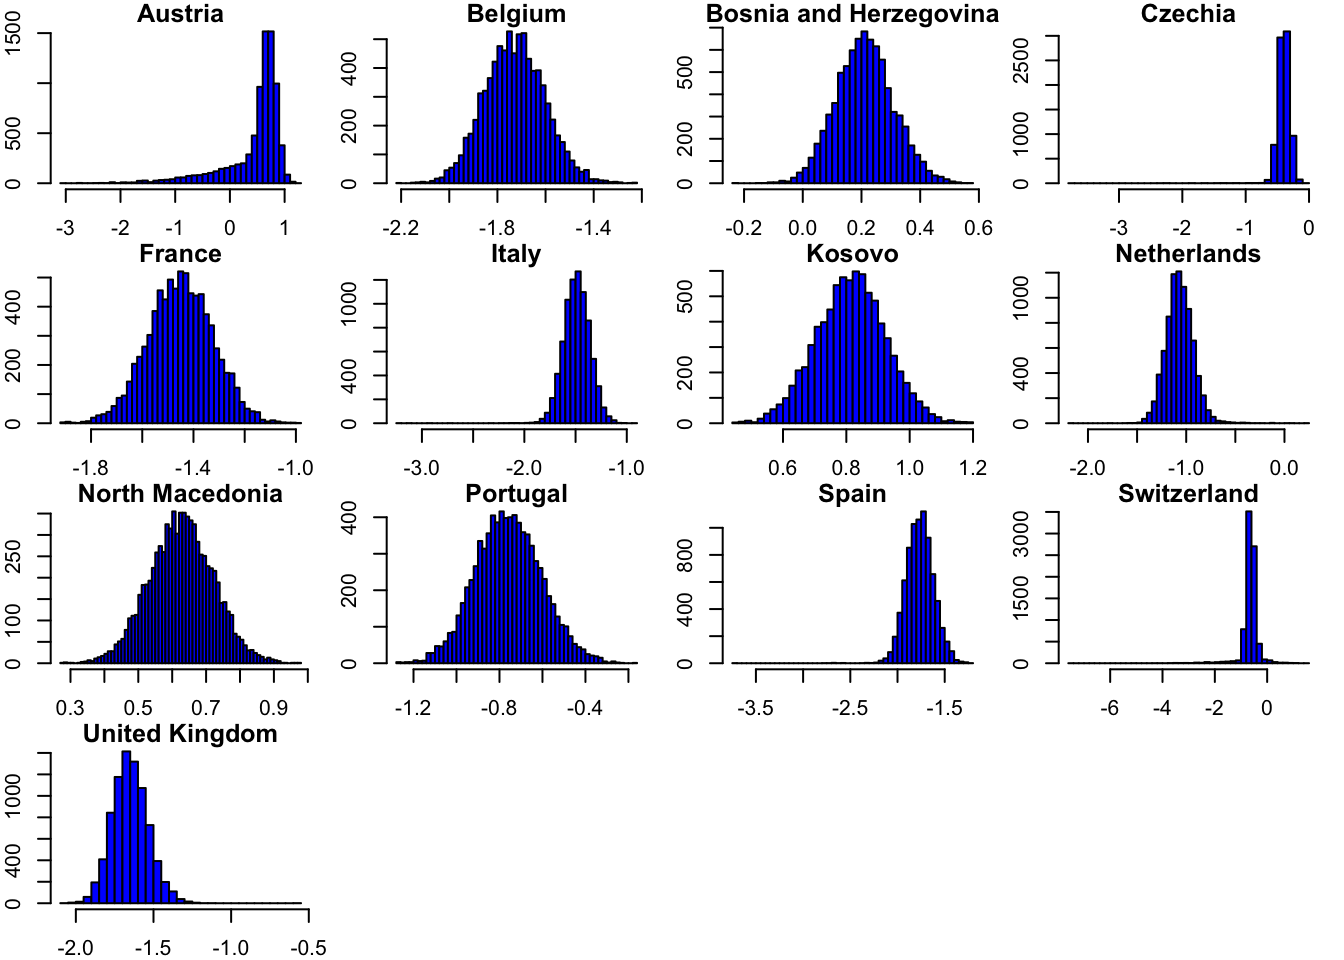 Austria
1500
500
0
-3 -2 -1 0 1
Belgium
400
200
0
-2.2 -1.8 -1.4
Bosnia and Herzegovina
500
200
0
-0.2 0.0 0.2 0.4 0.6
Czechia
2500
1000
0
-3 -2 -1 0
France
400
200
0
-1.8 -1.4 -1.0
Italy
1000
400
0
-3.0 -2.0 -1.0
Kosovo
500
200
0
0.6 0.8 1.0 1.2
Netherlands
1000
400
0
-2.0 -1.0 0.0
North Macedonia
250
100
0
0.3 0.5 0.7 0.9
Portugal
400
200
0
-1.2 -0.8 -0.4
Spain
800
400
0
-3.5 -2.5 -1.5
Switzerland
3000
1500
0
-6 -4 -2 0
United Kingdom
1000
400
0
-2.0 -1.5 -1.0 -0.5